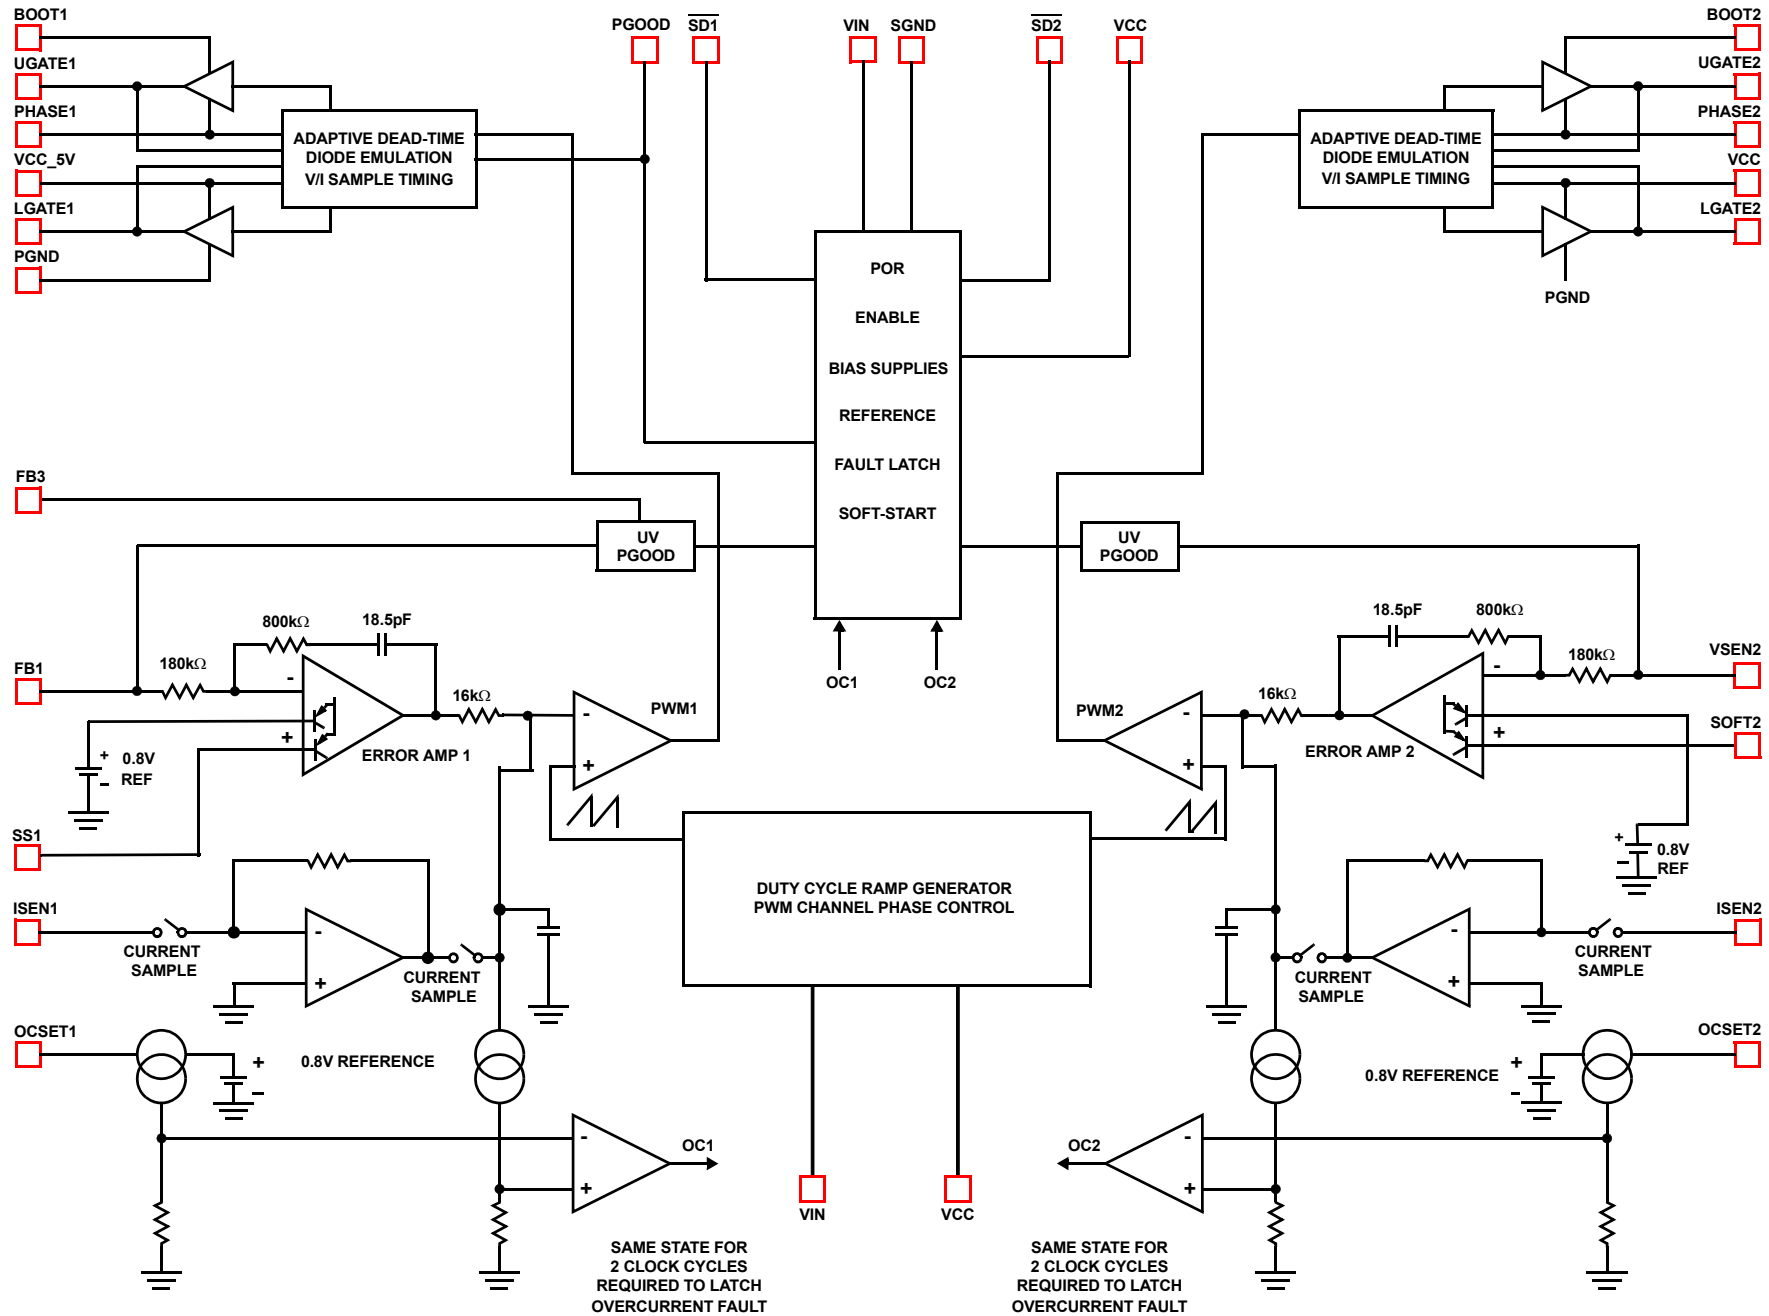 BOOT1
UGATE1
PHASE1
VCC_5V
LGATE1
PGND
ADAPTIVE DEAD-TIME
DIODE EMULATION
V/I SAMPLE TIMING
PGOOD
SD1
VIN
SGND
SD2
VCC
BOOT2
UGATE2
PHASE2
VCC
LGATE2
ADAPTIVE DEAD-TIME
DIODE EMULATION
V/I SAMPLE TIMING
PGND
POR
ENABLE
BIAS SUPPLIES
REFERENCE
FAULT LATCH
SOFT-START
OC1
OC2
FB3
UV
PGOOD
UV
PGOOD
800kΩ
18.5pF
180kΩ
FB1
-
+
16kΩ
ERROR AMP 1
+
-
0.8V
REF
-
+
PWM1
SS1
18.5pF
800kΩ
180kΩ
VSEN2
-
+
16kΩ
ERROR AMP 2
SOFT2
PWM2
-
+
+
-
0.8V
REF
DUTY CYCLE RAMP GENERATOR
PWM CHANNEL PHASE CONTROL
ISEN1
CURRENT
SAMPLE
-
+
CURRENT
SAMPLE
ISEN2
CURRENT
SAMPLE
-
+
CURRENT
SAMPLE
OCSET1
+
-
0.8V REFERENCE
OCSET2
+
-
0.8V REFERENCE
-
+
OC1
OC2
-
+
VIN
VCC
SAME STATE FOR
2 CLOCK CYCLES
REQUIRED TO LATCH
OVERCURRENT FAULT
SAME STATE FOR
2 CLOCK CYCLES
REQUIRED TO LATCH
OVERCURRENT FAULT